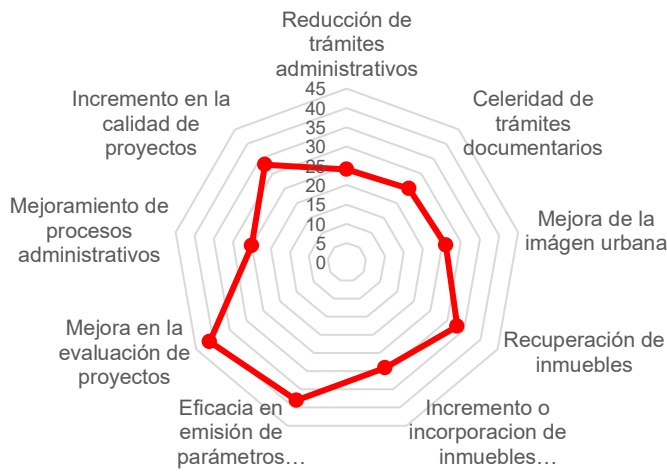 Reducción de
trámites
administrativos
Celeridad de
trámites
documentarios
Mejora de la
imágen urbana
Recuperación de
inmuebles
Incremento o
incorporacion de
inmuebles…
Eficacia en
emisión de
parámetros…
Mejora en la
evaluación de
proyectos
Mejoramiento de
procesos
administrativos
Incremento en la
calidad de
proyectos
45
40
35
30
25
20
15
10
5
0